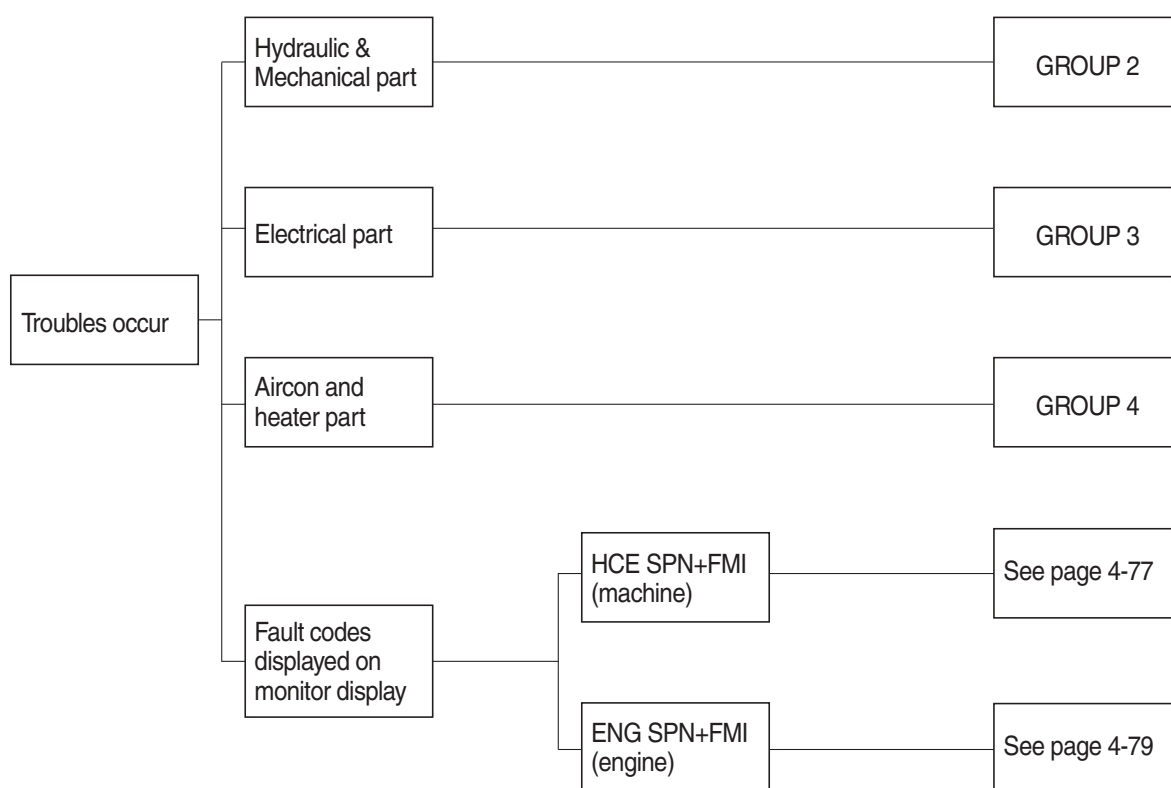 Hydraulic &
Mechanical part
GROUP 2
Electrical part
GROUP 3
Troubles occur
Aircon and
heater part
GROUP 4
HCE SPN+FMI
(machine)
See page 4-77
Fault codes
displayed on
monitor display
ENG SPN+FMI
(engine)
See page 4-79